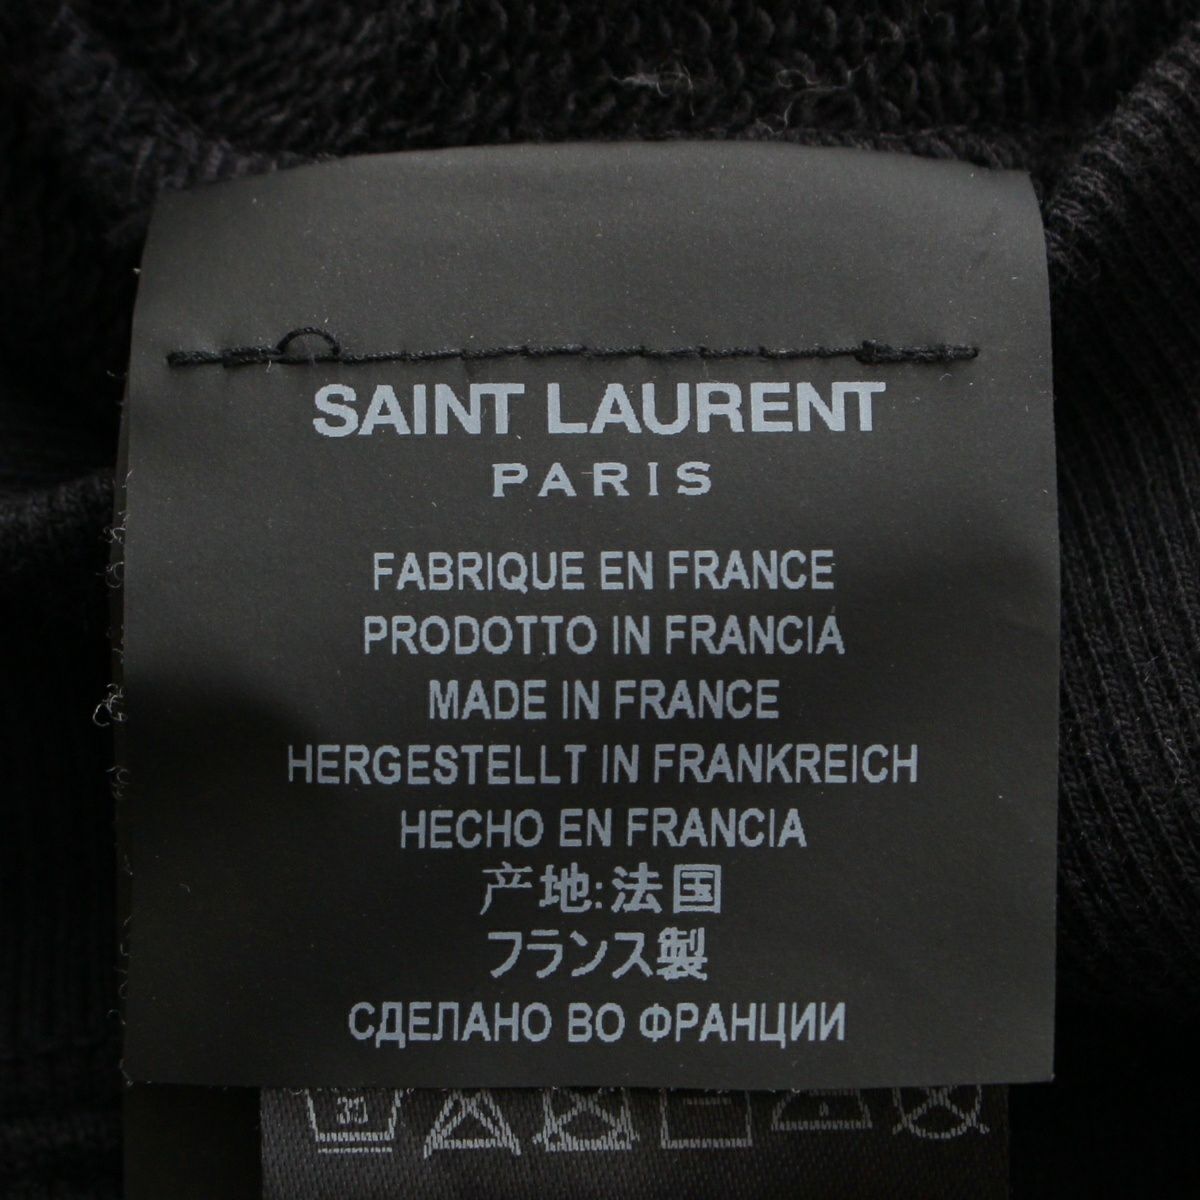 SAINT LAURENT
PARIS
FABRIQUE EN FRANCE
PRODOTTO IN FRANCIA
MADE IN FRANCE
HERGESTELLT IN FRANKREICH
HECHO EN FRANCIA
产地:法国
フランス製
СДЕЛАНО ВО ФРАНЦИИ